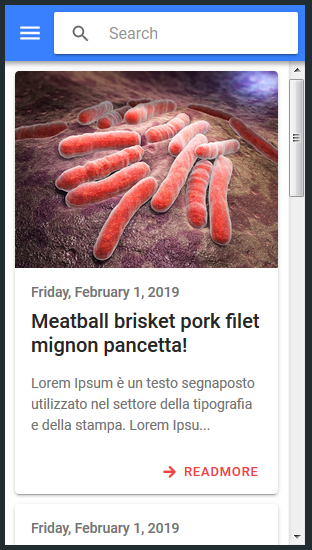 Search
Friday, February 1, 2019
Meatball brisket pork filet
mignon pancetta!
Lorem Ipsum è un testo segnaposto
utilizzato nel settore della tipografia
e della stampa. Lorem Ipsu...
READMORE
Friday, February 1, 2019